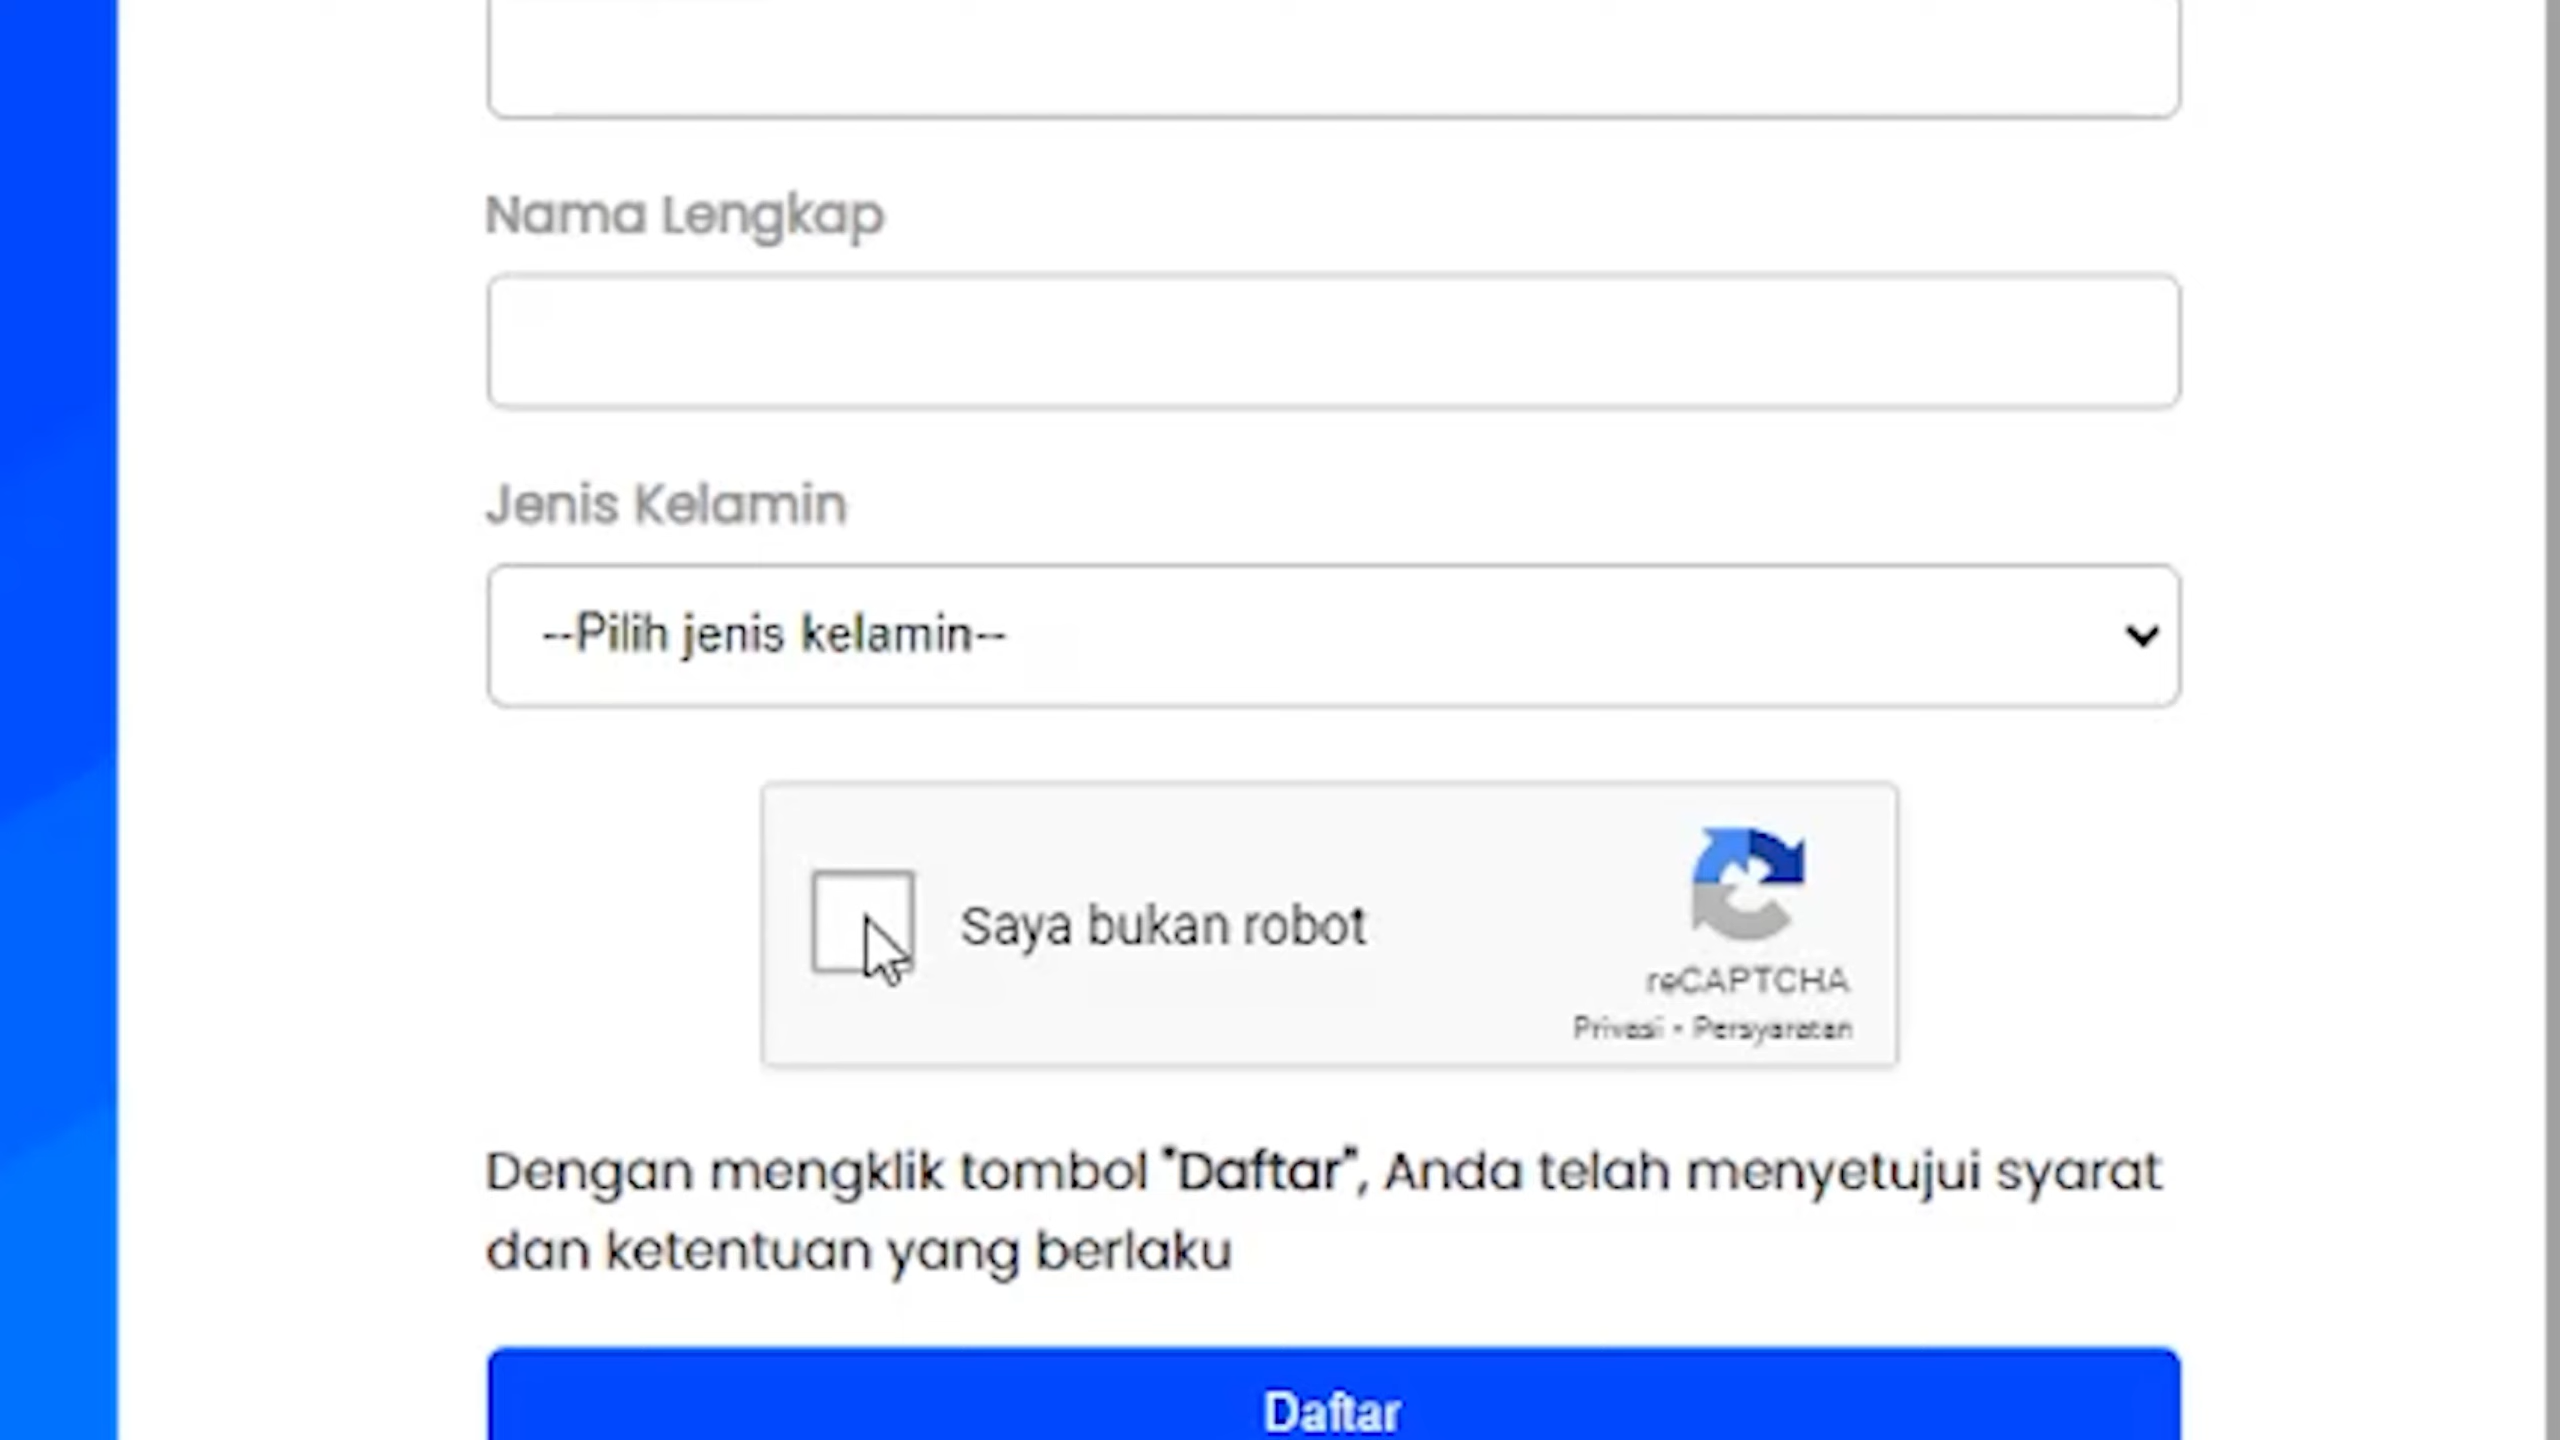 Nama Lengkap
Jenis Kelamin
--Pilih jenis kelamin--
Saya bukan robot
reCAPTCHA
Privasi - Persyaratan
Dengan mengklik tombol "Daftar", Anda telah menyetujui syarat
dan ketentuan yang berlaku
Daftar